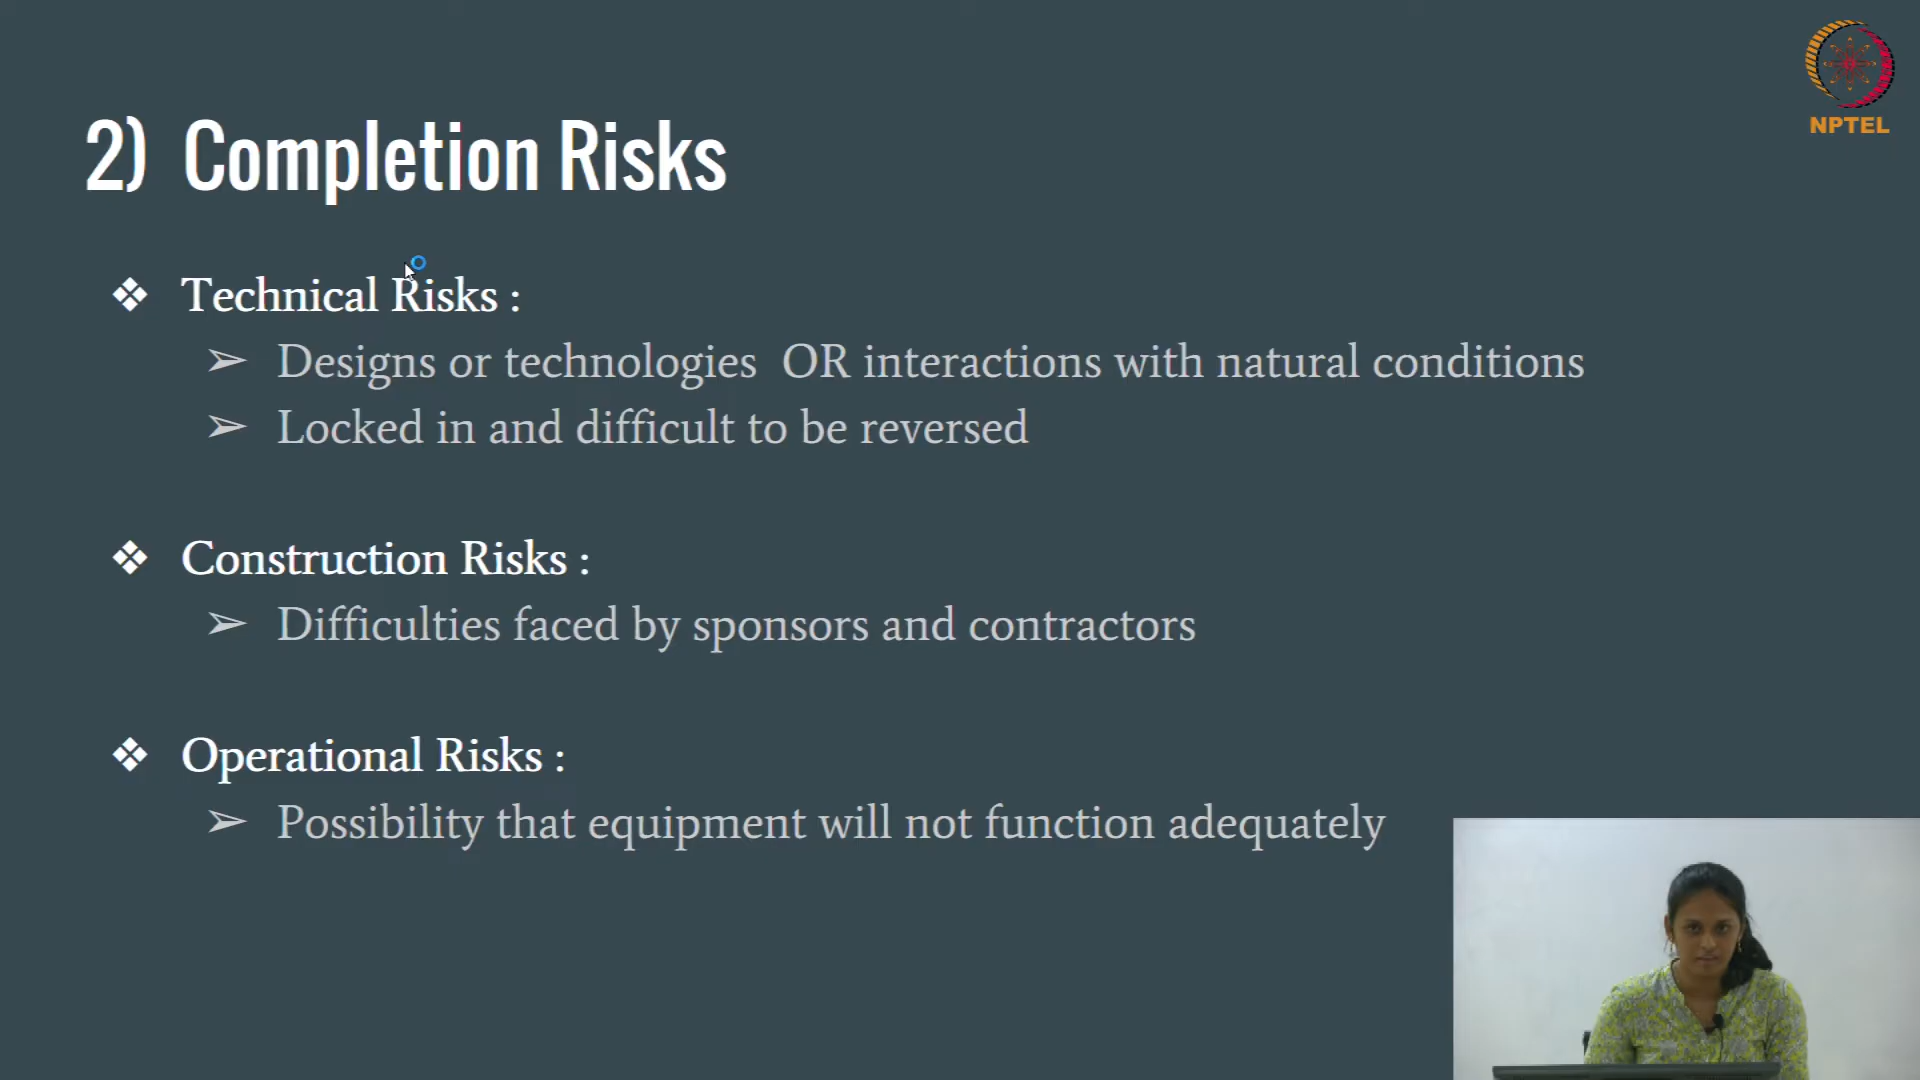 NPTEL
2) Completion Risks
❖ Technical Risks :
➢ Designs or technologies OR interactions with natural conditions
➢ Locked in and difficult to be reversed
❖ Construction Risks :
➢ Difficulties faced by sponsors and contractors
❖ Operational Risks :
➢ Possibility that equipment will not function adequately